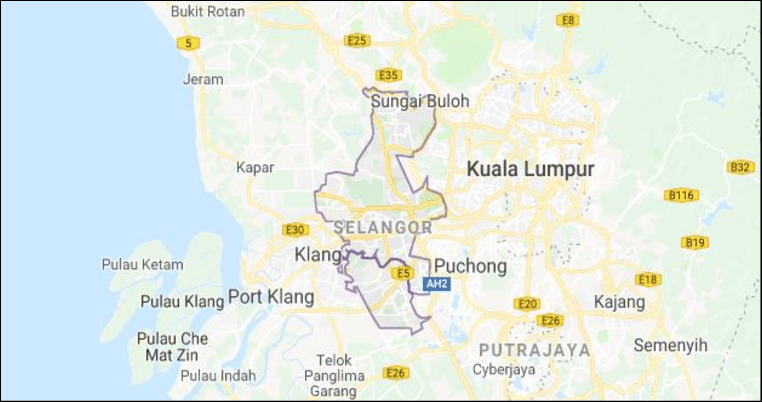 Bukit Rotan
E8
5
E25
Jeram
E35
Sungai Buloh
Kapar
Kuala Lumpur
B32
B116
E30
SELANGOR
B19
Klang
Pulau Ketam
E5
Puchong
E18
AH2
Pulau Klang
Port Klang
E20
Kajang
E26
Pulau Che
Mat Zin
PUTRAJAYA
Semenyih
Telok
Panglima
Garang
Pulau Indah
E26
Cyberjaya